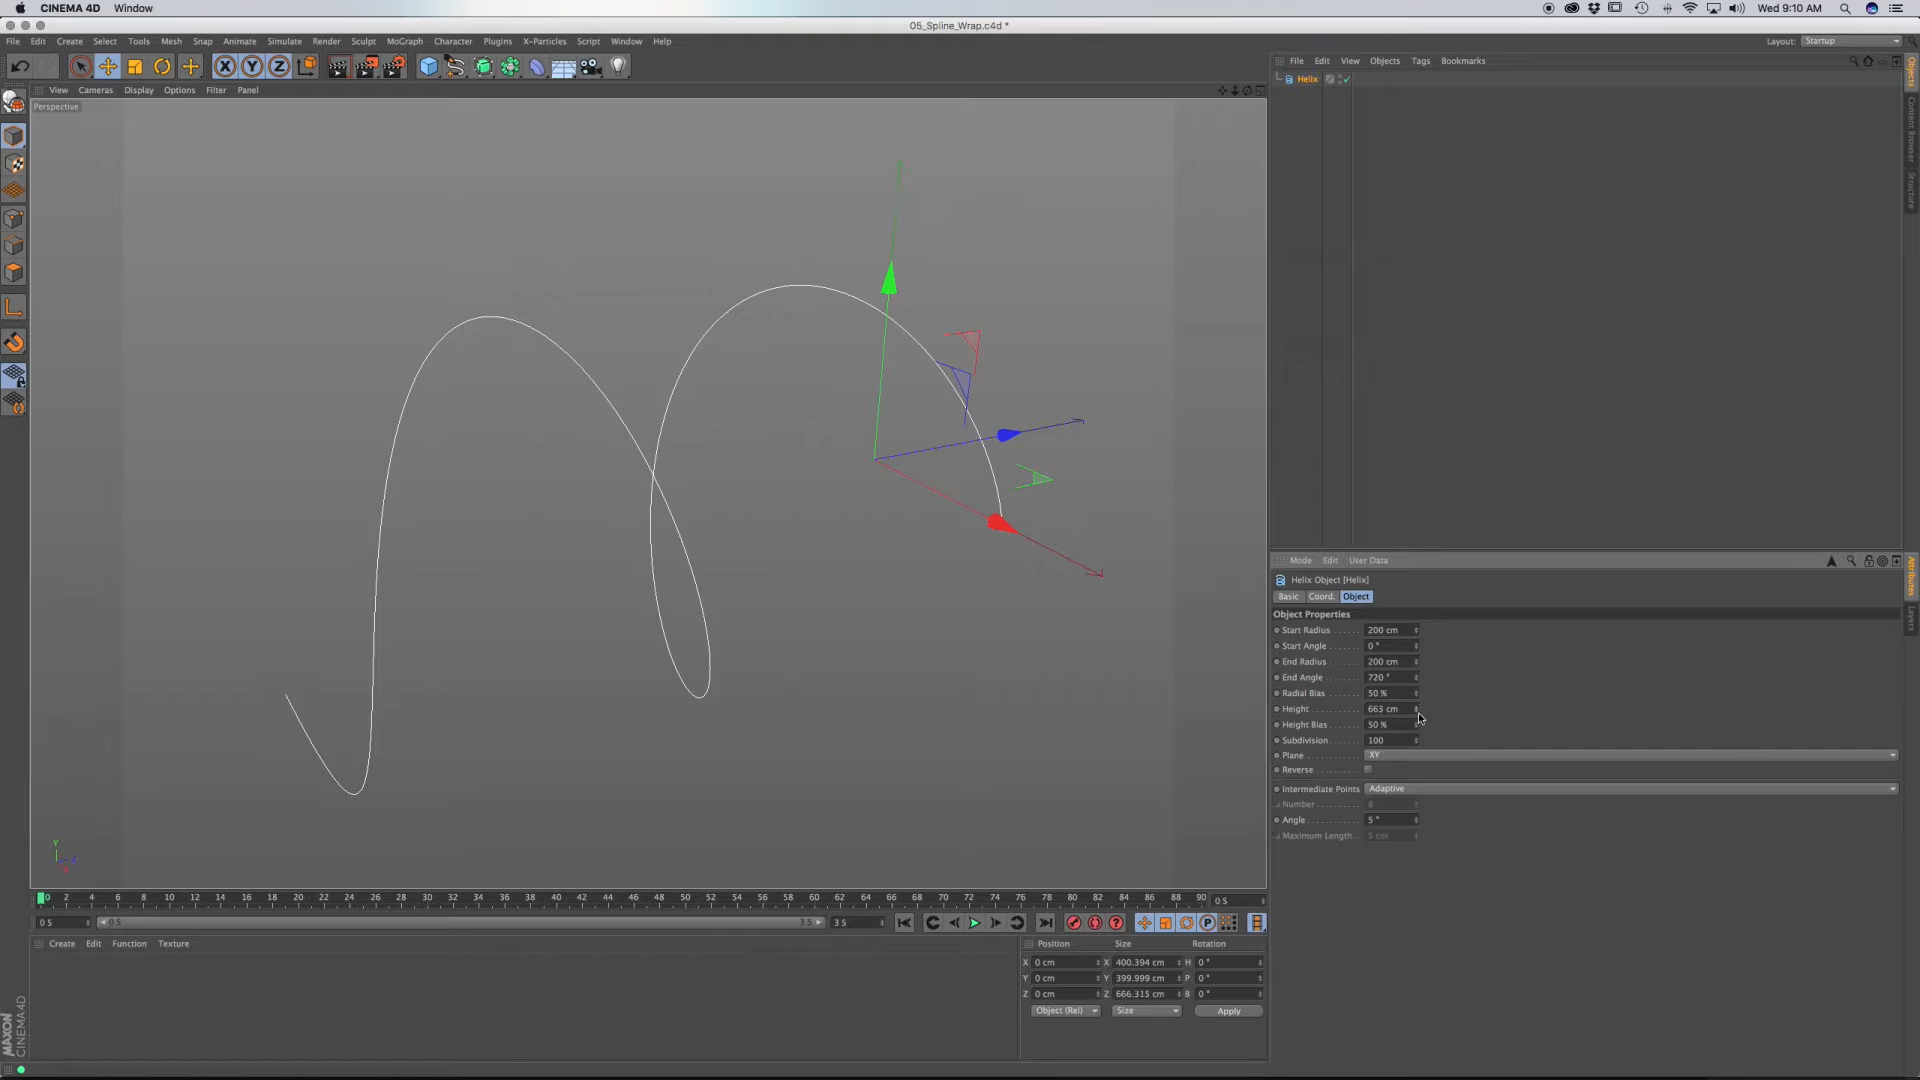 CINEMA 4D Window Wed 9:10 AM
05_Spline_Wrap.c4d *
File Edit Create Select Tools Mesh Snap Animate Simulate Render Sculpt MoGraph Character Plugins X-Particles Script Window Help Layout: Startup
View Cameras Display Options Filter Panel
Perspective
File Edit View Objects Tags Bookmarks
Helix
Objects
Content Browser
Structure
Mode Edit User Data
Helix Object [Helix]
Basic Coord. Object
Object Properties
Start Radius . . . . . . 200 cm
Start Angle . . . . . . 0 °
End Radius . . . . . . 200 cm
End Angle . . . . . . 720 °
Radial Bias . . . . . . 50 %
Height . . . . . . 663 cm
Height Bias . . . . . . 50 %
Subdivision . . . . . . 100
Plane . . . . . . XY
Reverse . . . . . .
Intermediate Points Adaptive
Number . . . . . . 8
Angle . . . . . . 5 °
Maximum Length . . 5 cm
Attributes
Layers
X Y Z
Y
Z
X
0 2 4 6 8 10 12 14 16 18 20 22 24 26 28 30 32 34 36 38 40 42 44 46 48 50 52 54 56 58 60 62 64 66 68 70 72 74 76 78 80 82 84 86 88 90 0 S
0 S 0 S 3 S 3 S P
Create Edit Function Texture
Position Size Rotation
X 0 cm X 400.394 cm H 0 °
Y 0 cm Y 399.999 cm P 0 °
Z 0 cm Z 666.315 cm B 0 °
Object (Rel) Size Apply
MAXON
CINEMA 4D